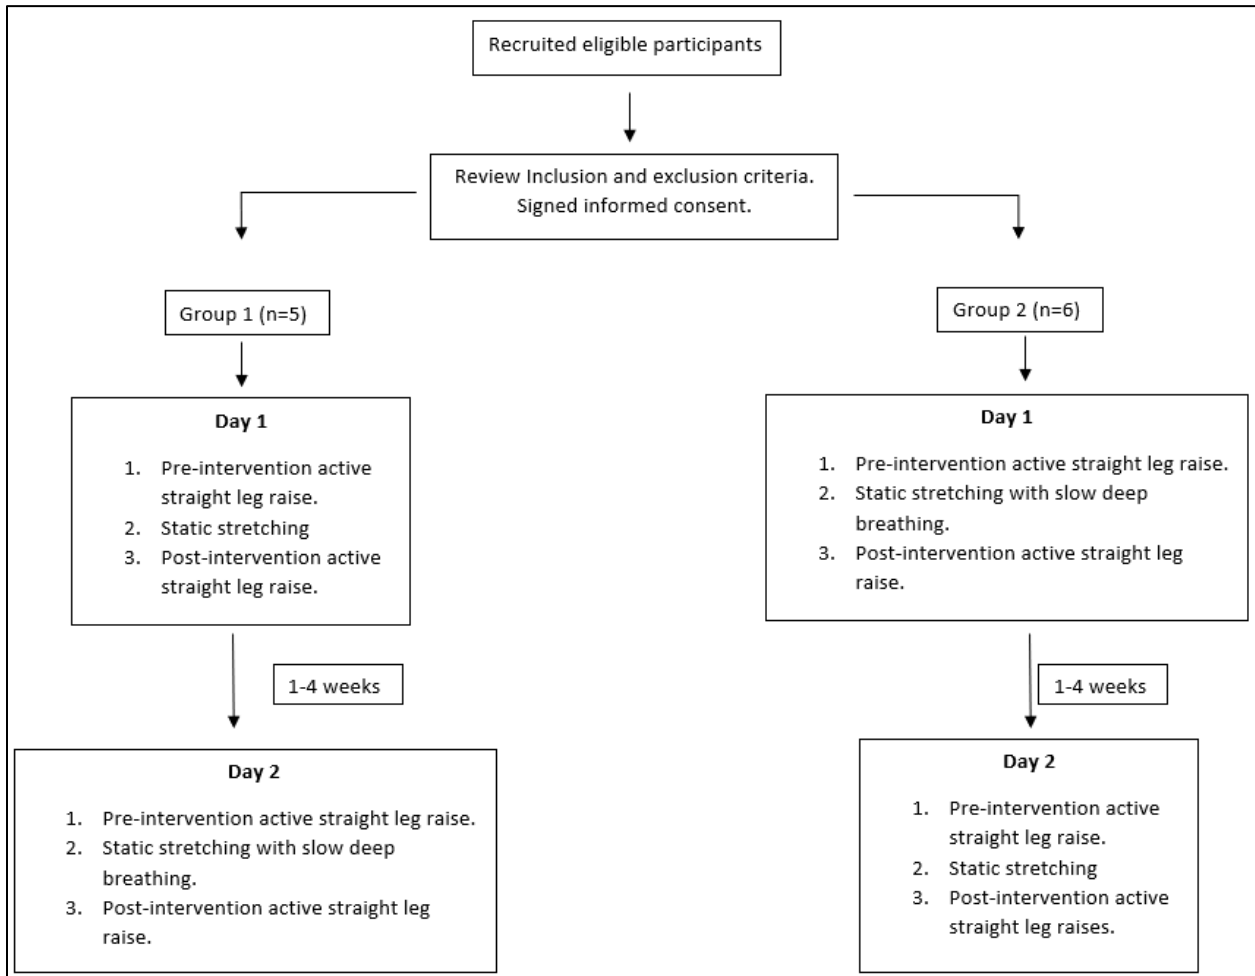 Recruited eligible participants
Review Inclusion and exclusion criteria.
Signed informed consent.
Group 1 (n=5)
Day 1
1. Pre-intervention active
straight leg raise.
2. Static stretching
3. Post-intervention active
straight leg raise.
1-4 weeks
Day 2
1. Pre-intervention active straight leg raise.
2. Static stretching with slow deep
breathing.
3. Post-intervention active straight leg
raise.
Group 2 (n=6)
Day 1
1. Pre-intervention active straight leg raise.
2. Static stretching with slow deep
breathing.
3. Post-intervention active straight leg
raise.
1-4 weeks
Day 2
1. Pre-intervention active
straight leg raise.
2. Static stretching
3. Post-intervention active
straight leg raises.